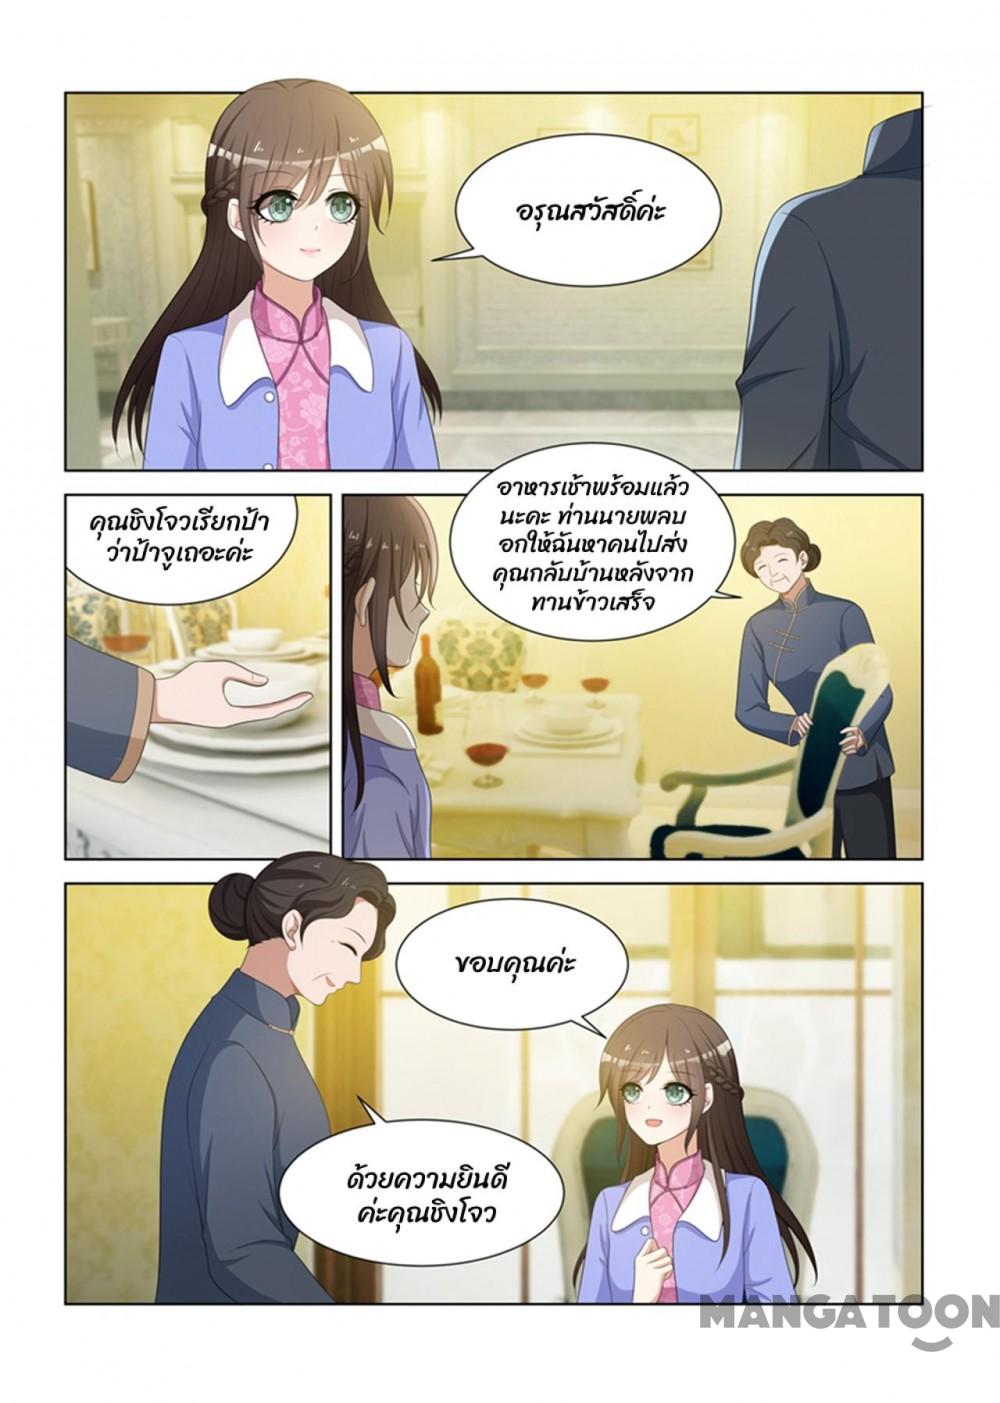 อรุณสวัสดิ์ค่ะ
คุณชิงโจวเรียกป้า
ว่าป้าจูเถอะค่ะ
อาหารเช้าพร้อมแล้ว
นะคะ ท่านนายพลบ
อกให้ฉันหาคนไปส่ง
คุณกลับบ้านหลังจาก
ทานข้าวเสร็จ
ขอบคุณค่ะ
ด้วยความยินดี
ค่ะคุณชิงโจว
MANGATOON